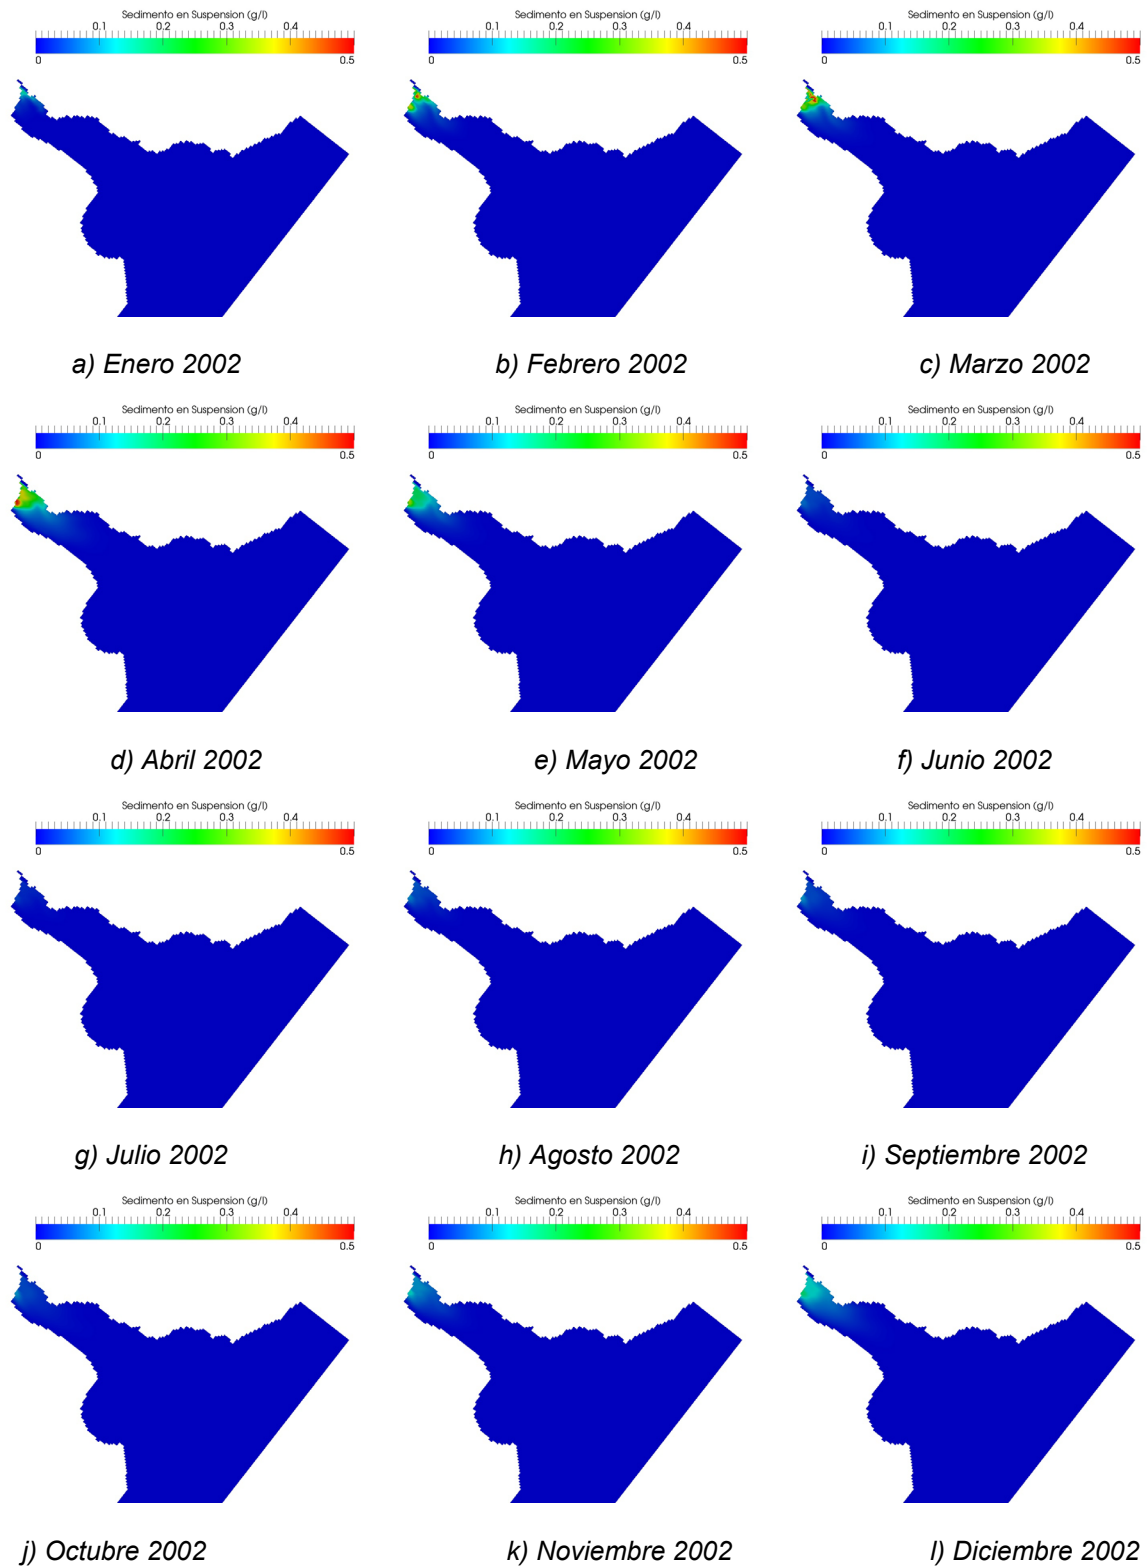 Sedimento en Suspension (g/l)
0.1 0.2 0.3 0.4
0 0.5
a) Enero 2002
Sedimento en Suspension (g/l)
0.1 0.2 0.3 0.4
0 0.5
b) Febrero 2002
Sedimento en Suspension (g/l)
0.1 0.2 0.3 0.4
0 0.5
c) Marzo 2002
Sedimento en Suspension (g/l)
0.1 0.2 0.3 0.4
0 0.5
d) Abril 2002
Sedimento en Suspension (g/l)
0.1 0.2 0.3 0.4
0 0.5
e) Mayo 2002
Sedimento en Suspension (g/l)
0.1 0.2 0.3 0.4
0 0.5
f) Junio 2002
Sedimento en Suspension (g/l)
0.1 0.2 0.3 0.4
0 0.5
g) Julio 2002
Sedimento en Suspension (g/l)
0.1 0.2 0.3 0.4
0 0.5
h) Agosto 2002
Sedimento en Suspension (g/l)
0.1 0.2 0.3 0.4
0 0.5
i) Septiembre 2002
Sedimento en Suspension (g/l)
0.1 0.2 0.3 0.4
0 0.5
j) Octubre 2002
Sedimento en Suspension (g/l)
0.1 0.2 0.3 0.4
0 0.5
k) Noviembre 2002
Sedimento en Suspension (g/l)
0.1 0.2 0.3 0.4
0 0.5
l) Diciembre 2002